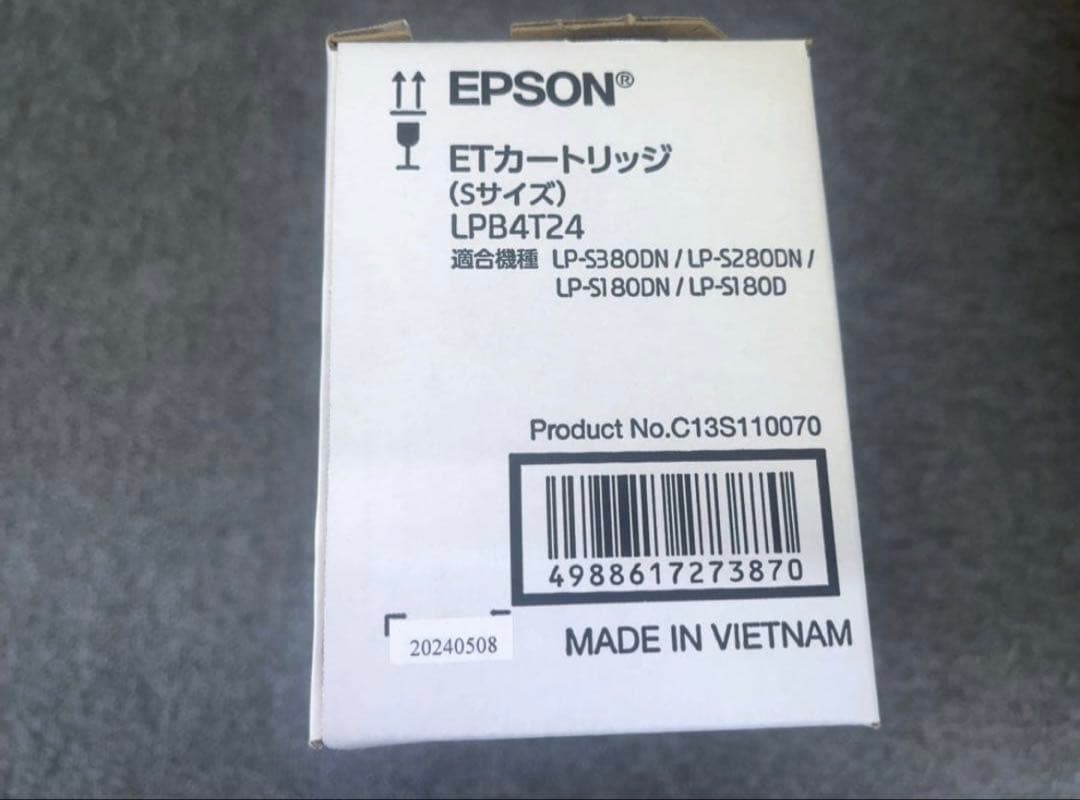 EPSON®
ETカートリッジ
(Sサイズ)
LPB4T24
適合機種 LP-S380DN / LP-S280DN /
LP-S180DN / LP-S180D
Product No.C13S110070
4988617273870
20240508
MADE IN VIETNAM